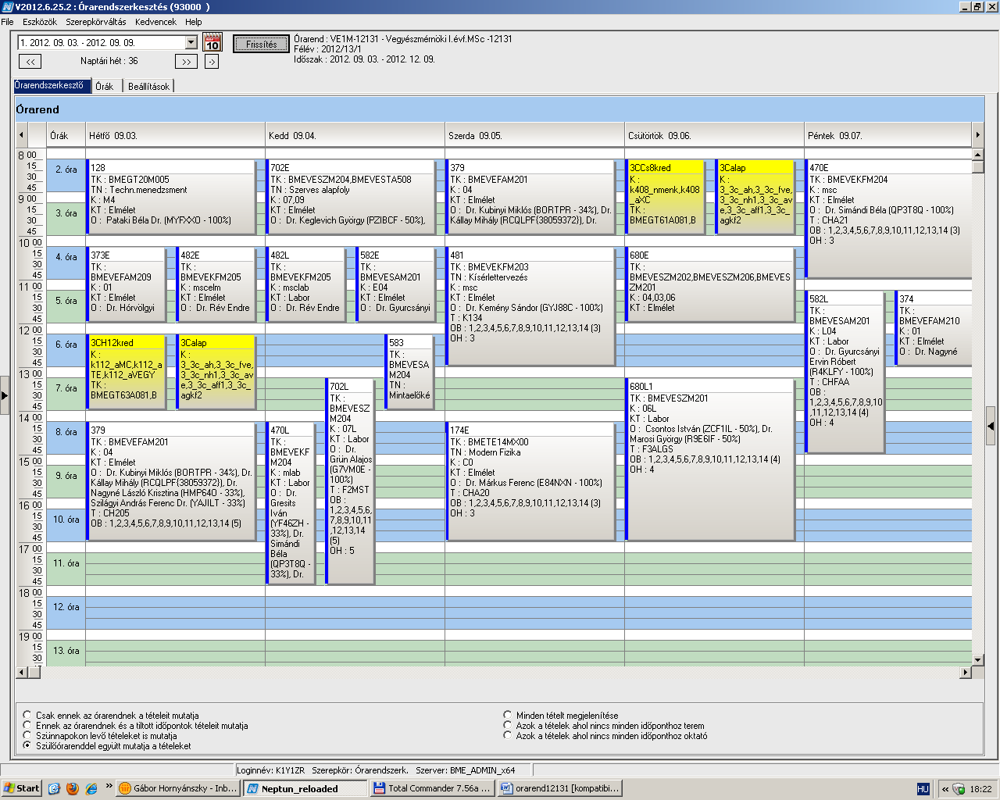 V2012.6.25.2 : Órarendszerkesztés (93000  )
File Eszközök Szerepkörváltás Kedvencek Help
1. 2012. 09. 03. - 2012. 09. 09.
10
Frissítés
Órarend : VE1M-12131 - Vegyészmérnöki I.évf.MSc -12131
Félév : 2012/13/1
Időszak : 2012. 09. 03. - 2012. 12. 09.
<< Naptári hét : 36 >> ->
Órarendszerkesztő Órák Beállítások
Órarend
Órák Hétfő 09.03. Kedd 09.04. Szerda 09.05. Csütörtök 09.06. Péntek 09.07.
8 00
15
30
45
9 00
15
30
45
10 00
15
30
45
11 00
15
30
45
12 00
15
30
45
13 00
15
30
45
14 00
15
30
45
15 00
15
30
45
16 00
15
30
45
17 00
15
30
45
18 00
15
30
45
19 00
15
30
2. óra
3. óra
4. óra
5. óra
6. óra
7. óra
8. óra
9. óra
10. óra
11. óra
12. óra
13. óra
128
TK : BMEGT20M005
TN : Techn.menedzsment
K : M4
KT : Elmélet
O : Pataki Béla Dr. (MYFXXO - 100%)
373E
TK :
BMEVEFAM209
K : 01
KT : Elmélet
O : Dr. Hórvölgyi
482E
TK :
BMEVEKFM205
K : mscelm
KT : Elmélet
O : Dr. Rév Endre
3CH12kred
K :
k112_aMC,k112_a
TE,k112_aVEGY
TK :
BMEGT63A081,B
3Calap
K :
3_3c_ah,3_3c_fve,
3_3c_nh1,3_3c_av
e,3_3c_aff1,3_3c_
agkf2
379
TK : BMEVEFAM201
K : 04
KT : Elmélet
O : Dr. Kubinyi Miklós (BORTPR - 34%), Dr.
Kállay Mihály (RCQLPF{38059372}), Dr.
Nagyné László Krisztina (HMP64O - 33%),
Szilágyi András Ferenc Dr. (YAJILT - 33%)
T : CH205
OB : 1,2,3,4,5,6,7,8,9,10,11,12,13,14 (5)
702E
TK : BMEVESZM204,BMEVESTA508
TN : Szerves alapfoly
K : 07,09
KT : Elmélet
O : Dr. Keglevich György (PZIBCF - 50%),
482L
TK :
BMEVEKFM205
K : msclab
KT : Labor
O : Dr. Rév Endre
582E
TK :
BMEVESAM201
K : E04
KT : Elmélet
O : Dr. Gyurcsányi
583
TK :
BMEVESA
M204
TN :
Mintaelőké
702L
TK :
BMEVESZ
M204
K : 07L
KT : Labor
O : Dr.
Grün Alajos
(G7VM0E -
100%)
T : F2MST
OB :
1,2,3,4,5,6
,7,8,9,10,11
,12,13,14
(5)
OH : 5
470L
TK :
BMEVEKF
M204
K : mlab
KT : Labor
O : Dr.
Gresits
Iván
(YF46ZH -
33%), Dr.
Simándi
Béla
(QP3T8Q -
33%), Dr.
379
TK : BMEVEFAM201
K : 04
KT : Elmélet
O : Dr. Kubinyi Miklós (BORTPR - 34%), Dr.
Kállay Mihály (RCQLPF{38059372}), Dr.
481
TK : BMEVEKFM203
TN : Kísérlettervezés
K : msc
KT : Elmélet
O : Dr. Kemény Sándor (GYJ88C - 100%)
T : K134
OB : 1,2,3,4,5,6,7,8,9,10,11,12,13,14 (3)
OH : 3
174E
TK : BMETE14MX00
TN : Modern Fizika
K : C0
KT : Elmélet
O : Dr. Márkus Ferenc (E84NXN - 100%)
T : CHA20
OB : 1,2,3,4,5,6,7,8,9,10,11,12,13,14 (3)
OH : 3
3CCs8kred
K :
k408_nmenk,k408
_aXC
TK :
BMEGT61A081,B
3Calap
K :
3_3c_ah,3_3c_fve,
3_3c_nh1,3_3c_av
e,3_3c_aff1,3_3c_
agkf2
680E
TK :
BMEVESZM202,BMEVESZM206,BMEVES
ZM201
K : 04,03,06
KT : Elmélet
680L1
TK : BMEVESZM201
K : 06L
KT : Labor
O : Csontos István (ZCF1IL - 50%), Dr.
Marosi György (R9E6IF - 50%)
T : F3ALGS
OB : 1,2,3,4,5,6,7,8,9,10,11,12,13,14 (4)
OH : 4
470E
TK : BMEVEKFM204
K : msc
KT : Elmélet
O : Dr. Simándi Béla (QP3T8Q - 100%)
T : CHA21
OB : 1,2,3,4,5,6,7,8,9,10,11,12,13,14 (3)
OH : 3
582L
TK :
BMEVESAM201
K : L04
KT : Labor
O : Dr. Gyurcsányi
Ervin Róbert
(R4KLFY - 100%)
T : CHFAA
OB :
1,2,3,4,5,6,7,8,9,10
,11,12,13,14 (4)
OH : 4
374
TK :
BMEVEFAM210
K : 01
KT : Elmélet
O : Dr. Nagyné
Csak ennek az órarendnek a tételeit mutatja
Ennek az órarendnek és a tiltott időpontok tételeit mutatja
Szünnapokon levő tételeket is mutatja
Szülőórarenddel együtt mutatja a tételeket
Minden tételt megjelenítése
Azok a tételek ahol nincs minden időponthoz terem
Azok a tételek ahol nincs minden időponthoz oktató
Loginnév: K1Y1ZR Szerepkör: Órarendszerk. Szerver: BME_ADMIN_x64
Start » Gábor Hornyánszky - Inb... Neptun_reloaded Total Commander 7.56a ... orarend12131 [kompatibi... HU « 18:22